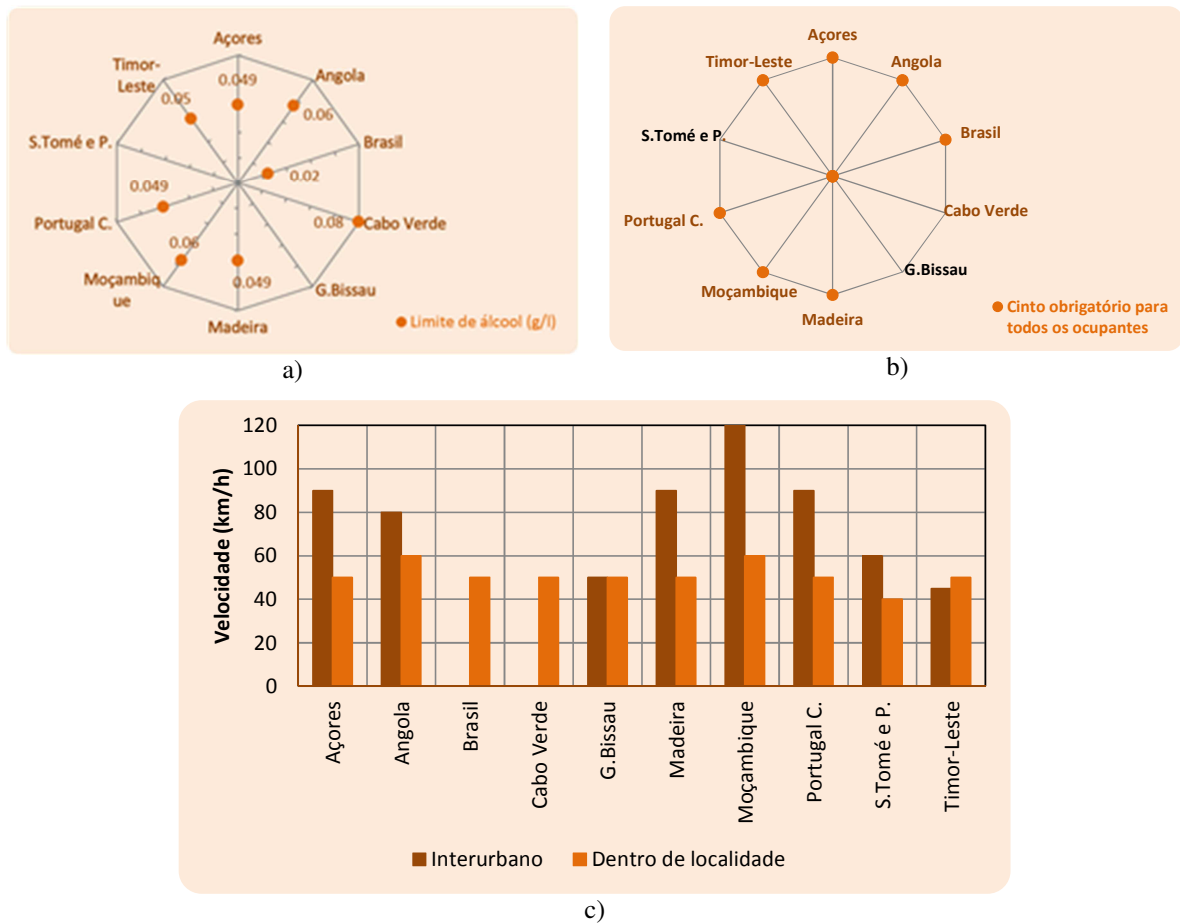 Açores
Timor-
Leste
0.049
Angola
0.05
0.06
S.Tomé e P.
Brasil
0.02
0.049
Portugal C.
0.08
Cabo Verde
0.06
Moçambiq
ue
0.049
G.Bissau
Madeira
Limite de álcool (g/l)
a)
Açores
Timor-Leste
Angola
S.Tomé e P.
Brasil
Portugal C.
Cabo Verde
Moçambique
G.Bissau
Madeira
Cinto obrigatório para
todos os ocupantes
b)
Velocidade (km/h)
120
100
80
60
40
20
0
Açores
Angola
Brasil
Cabo Verde
G.Bissau
Madeira
Moçambique
Portugal C.
S.Tomé e P.
Timor-Leste
Interurbano
Dentro de localidade
c)